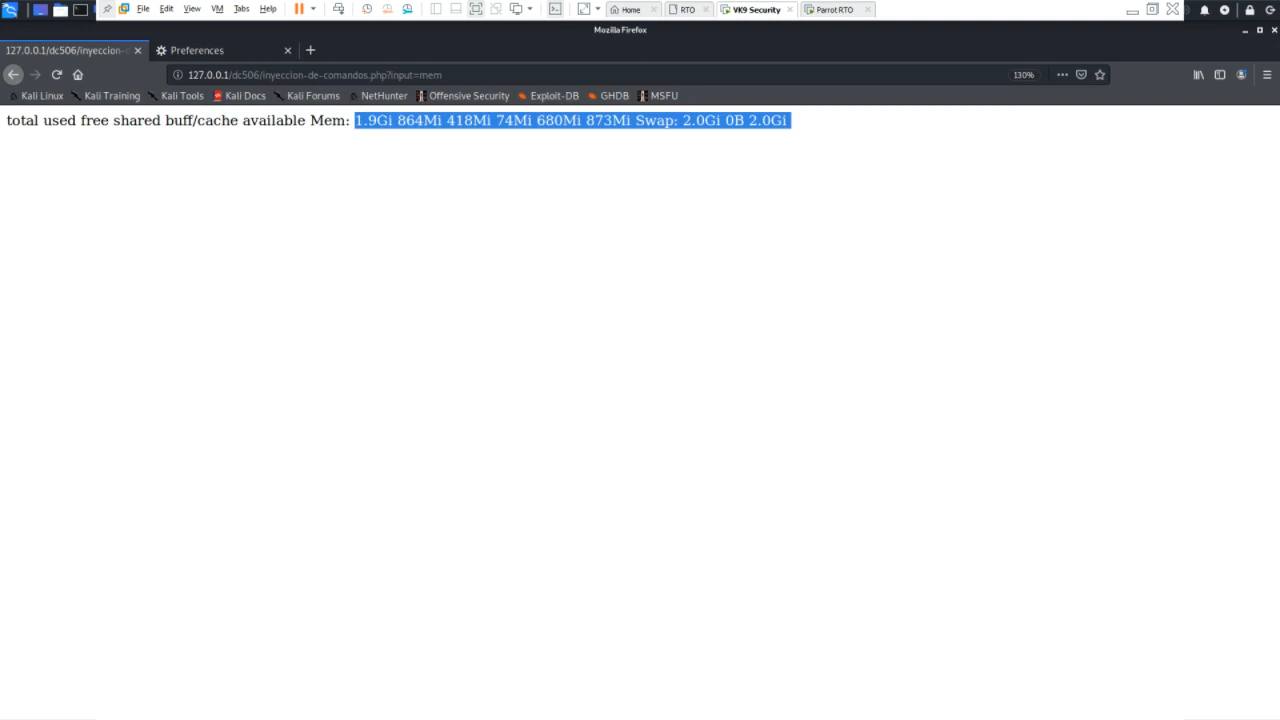 File Edit View VM Tabs Help Home RTO VK9 Security Parrot RTO
Mozilla Firefox
127.0.0.1/dc506/inyeccion-d Preferences
127.0.0.1/dc506/inyeccion-de-comandos.php?input=mem 130%
Kali Linux Kali Training Kali Tools Kali Docs Kali Forums NetHunter Offensive Security Exploit-DB GHDB MSFU
total used free shared buff/cache available Mem: 1.9Gi 864Mi 418Mi 74Mi 680Mi 873Mi Swap: 2.0Gi 0B 2.0Gi